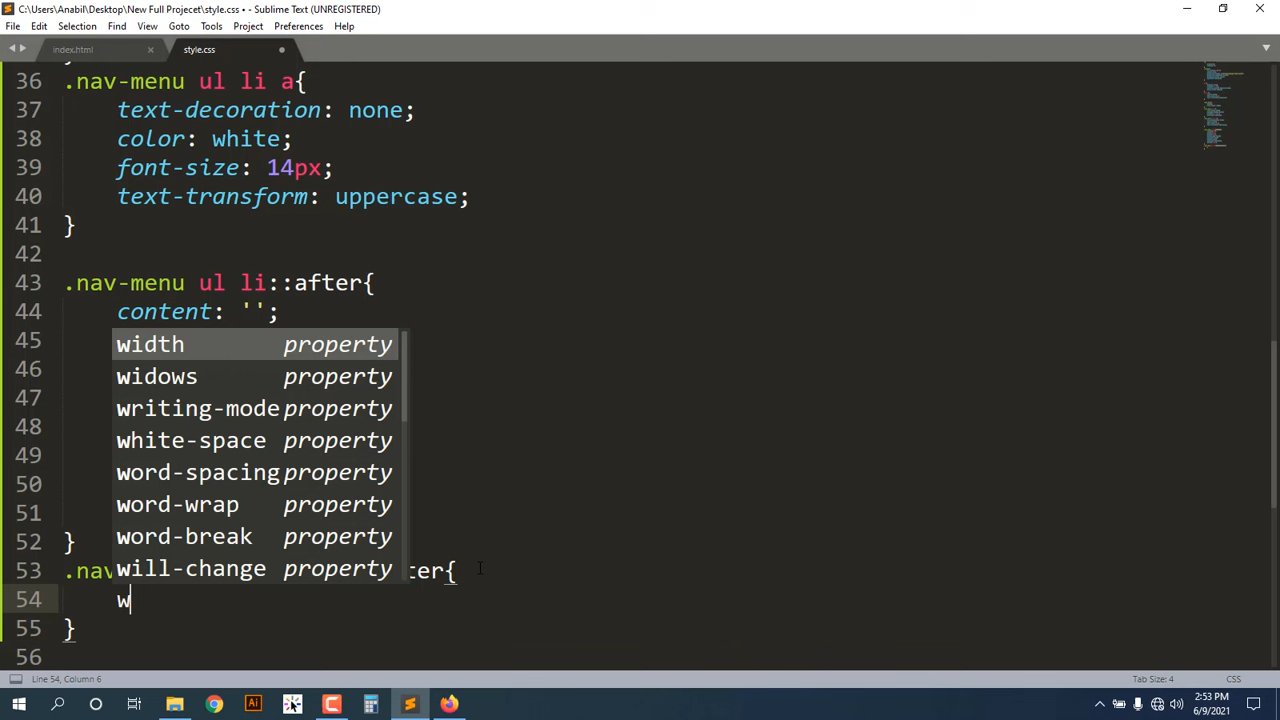 C:\Users\Anabil\Desktop\New Full Projecet\style.css • - Sublime Text (UNREGISTERED)
File Edit Selection Find View Goto Tools Project Preferences Help
index.html
style.css
36 .nav-menu ul li a{
37 text-decoration: none;
38 color: white;
39 font-size: 14px;
40 text-transform: uppercase;
41 }
42
43 .nav-menu ul li::after{
44 content: '';
45
width property
46
widows property
47
writing-mode property
48
white-space property
49
word-spacing property
50
word-wrap property
51
word-break property
52 }
will-change property
53 .nav ter{
54 w
55 }
56
Line 54, Column 6
Tab Size: 4
CSS
Ai
2:53 PM
6/9/2021